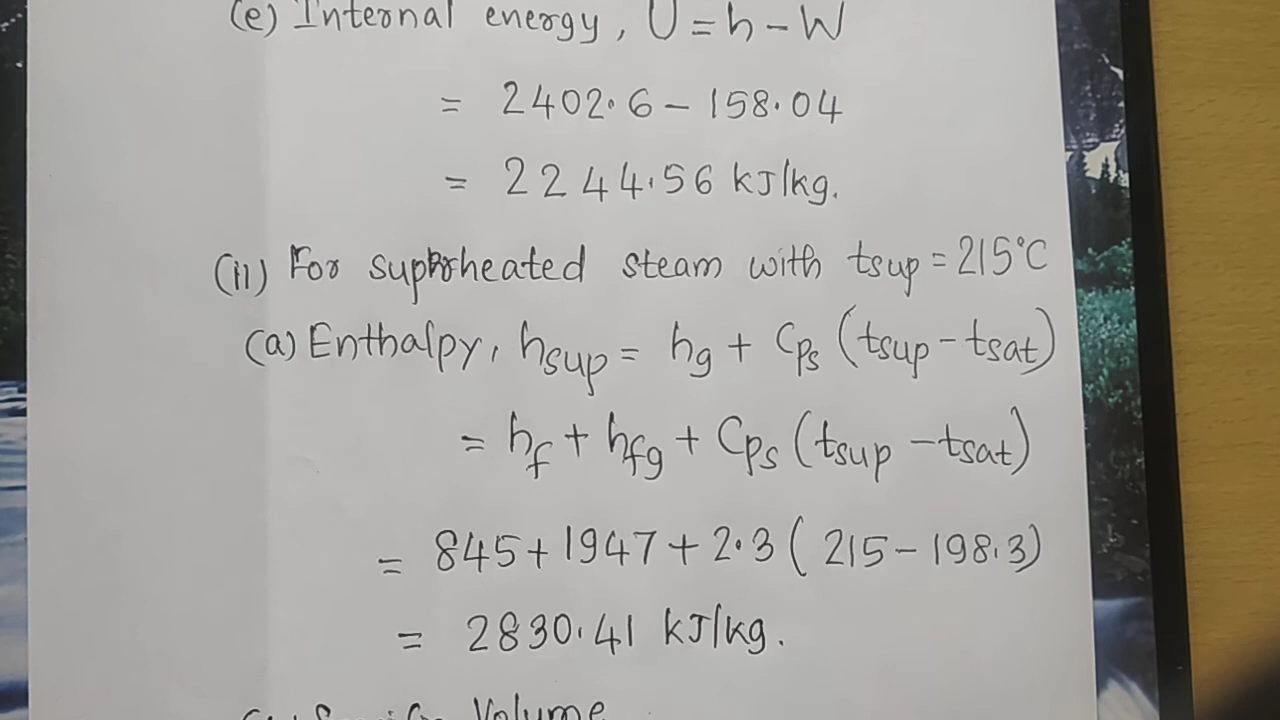 (e) Internal energy, U = h - W
= 2402.6 - 158.04
= 2244.56 kJ/kg.
(ii) For superheated steam with tsup = 215°C
(a) Enthalpy, hsup = hg + Cps (tsup - tsat)
= hf + hfg + Cps (tsup - tsat)
= 845 + 1947 + 2.3 ( 215 - 198.3)
= 2830.41 kJ/kg.
Volume